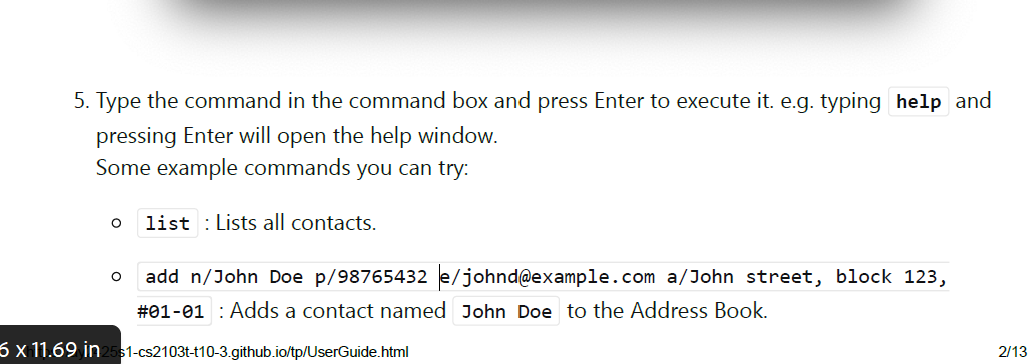 5. Type the command in the command box and press Enter to execute it. e.g. typing help and
pressing Enter will open the help window.
Some example commands you can try:
list : Lists all contacts.
add n/John Doe p/98765432 e/johnd@example.com a/John street, block 123,
#01-01 : Adds a contact named John Doe to the Address Book.
6 x 11.69 in
25s1-cs2103t-t10-3.github.io/tp/UserGuide.html 2/13